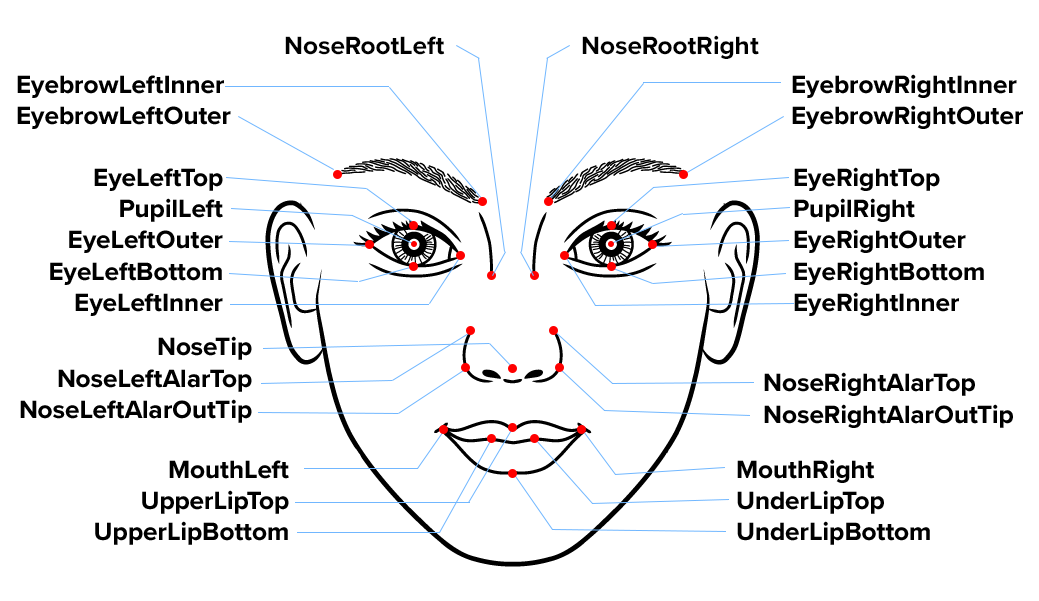 NoseRootLeft
NoseRootRight
EyebrowLeftInner
EyebrowRightInner
EyebrowLeftOuter
EyebrowRightOuter
EyeLeftTop
EyeRightTop
PupilLeft
PupilRight
EyeLeftOuter
EyeRightOuter
EyeLeftBottom
EyeRightBottom
EyeLeftInner
EyeRightInner
NoseTip
NoseLeftAlarTop
NoseRightAlarTop
NoseLeftAlarOutTip
NoseRightAlarOutTip
MouthLeft
MouthRight
UpperLipTop
UnderLipTop
UpperLipBottom
UnderLipBottom